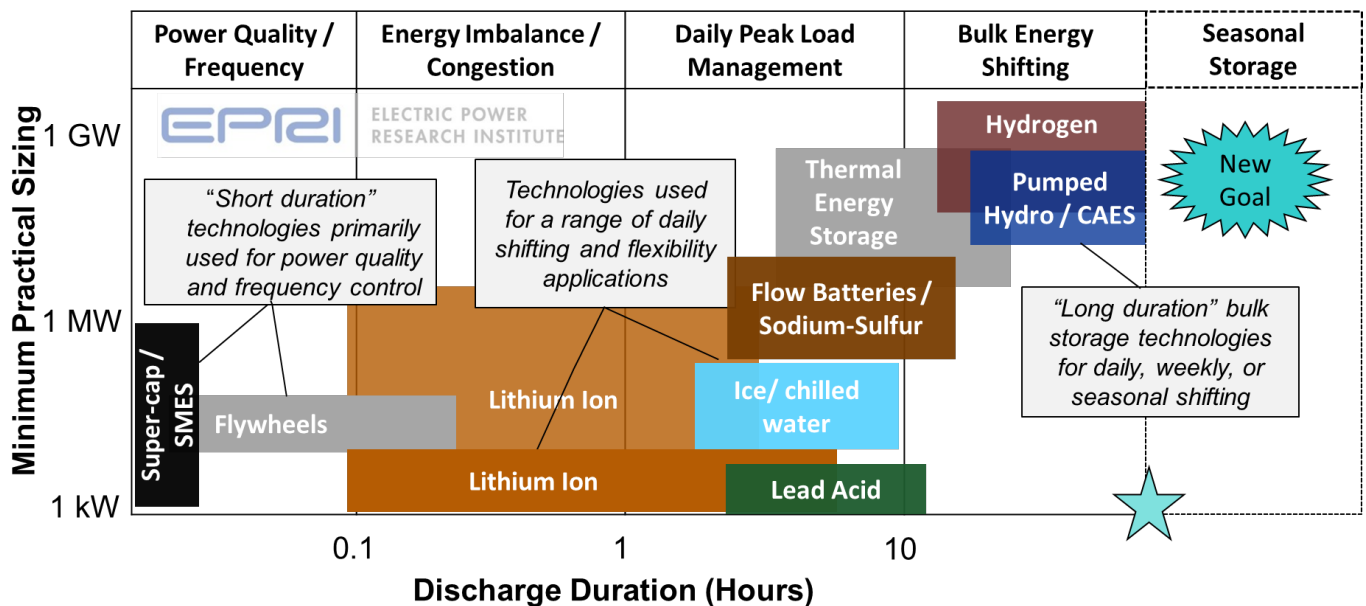 Power Quality /
Frequency
Energy Imbalance /
Congestion
Daily Peak Load
Management
Bulk Energy
Shifting
Seasonal
Storage
EPRI
ELECTRIC POWER
RESEARCH INSTITUTE
Minimum Practical Sizing
1 GW
1 MW
1 kW
“Short duration”
technologies primarily
used for power quality
and frequency control
Technologies used
for a range of daily
shifting and flexibility
applications
Hydrogen
Thermal
Energy
Storage
Pumped
Hydro / CAES
New
Goal
Flow Batteries /
Sodium-Sulfur
“Long duration” bulk
storage technologies
for daily, weekly, or
seasonal shifting
Super-cap /
SMES
Flywheels
Lithium Ion
Ice/ chilled
water
Lithium Ion
Lead Acid
0.1
1
10
Discharge Duration (Hours)